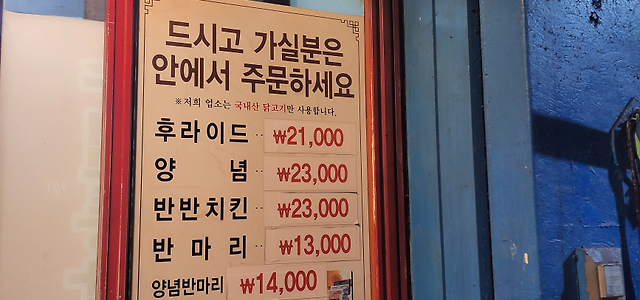 드시고 가실분은
안에서 주문하세요
※저희 업소는 국내산 닭고기만 사용합니다.
후라이드 ·· ₩21,000
양 념 ₩23,000
반반치킨 ·· ₩23,000
반 마 리 ·· ₩13,000
양념반마리 ₩14,000